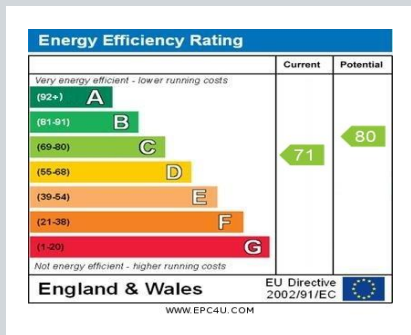 Energy Efficiency Rating
Current Potential
Very energy efficient - lower running costs
(92+) A
(81-91) B
(69-80) C
(55-68) D
(39-54) E
(21-38) F
(1-20) G
71
80
Not energy efficient - higher running costs
England & Wales
EU Directive
2002/91/EC
WWW.EPC4U.COM